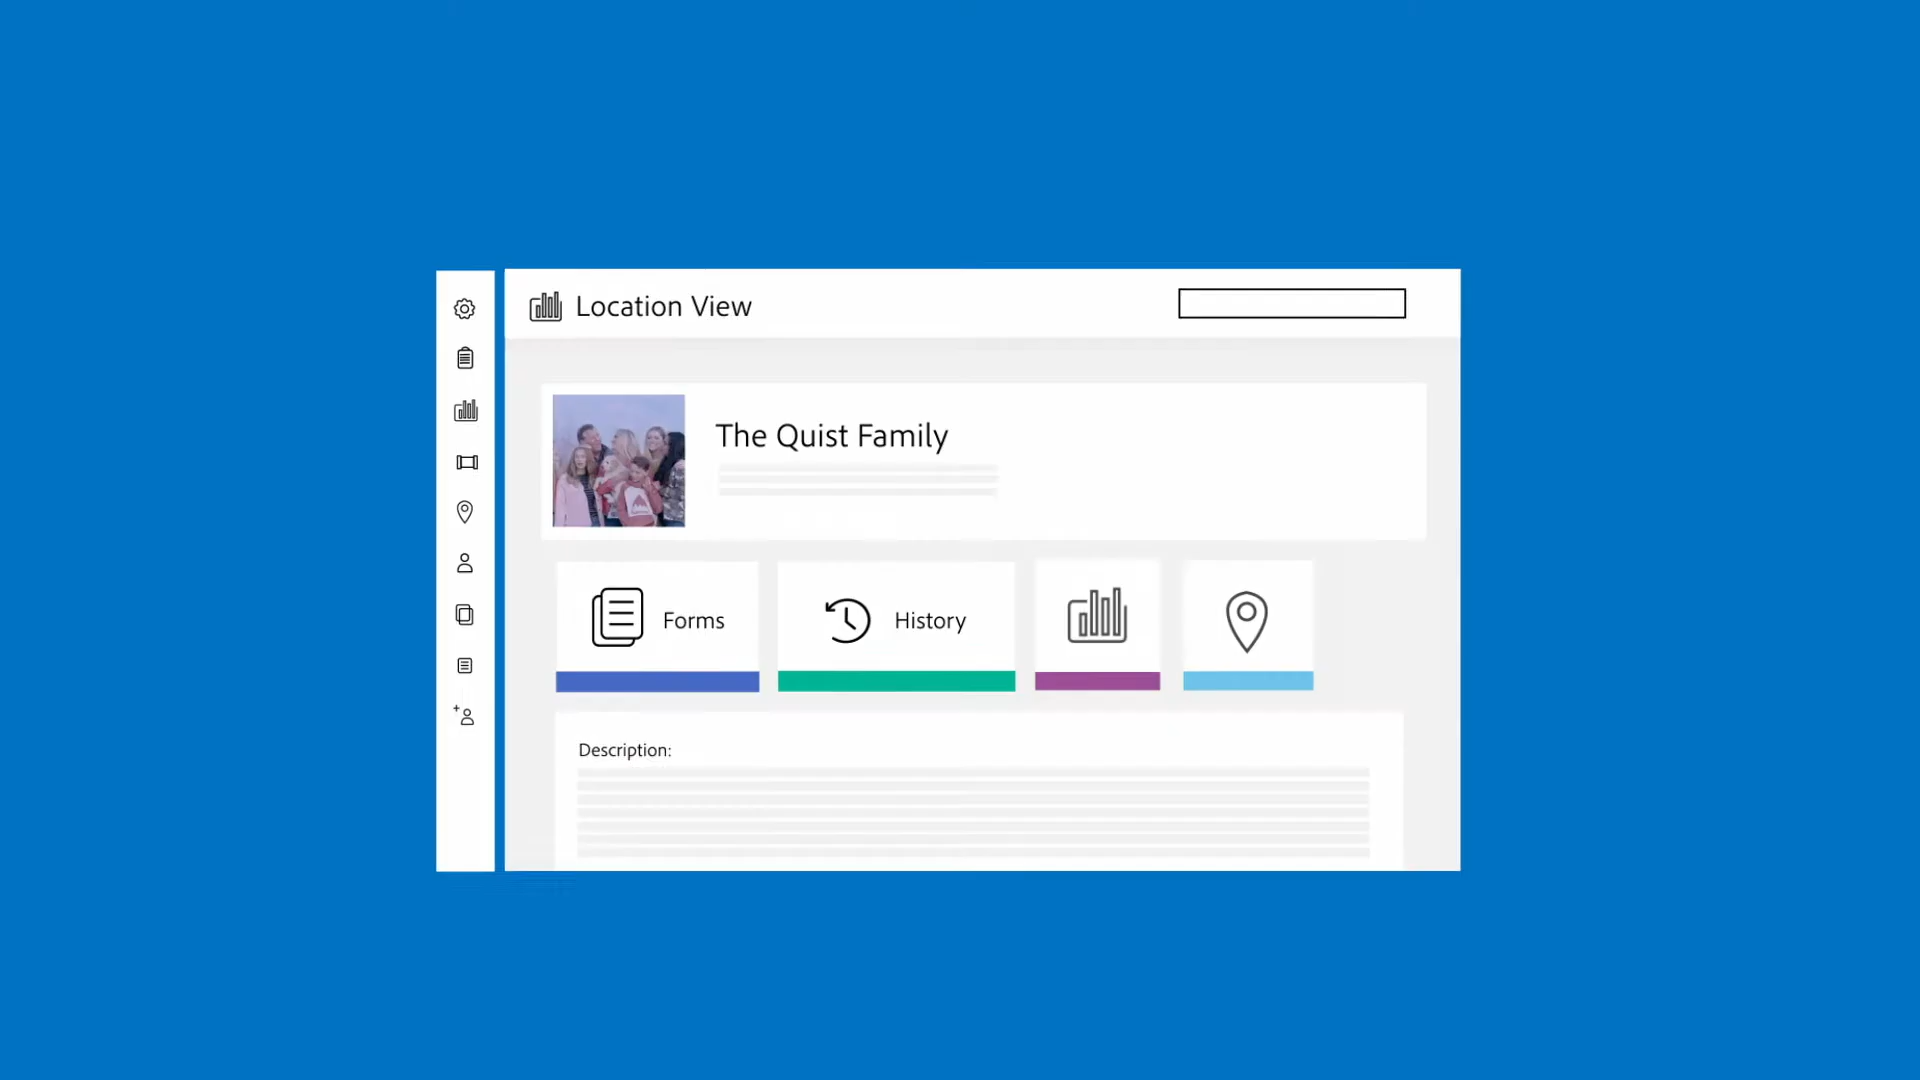 Location View
The Quist Family
Forms
History
Description: